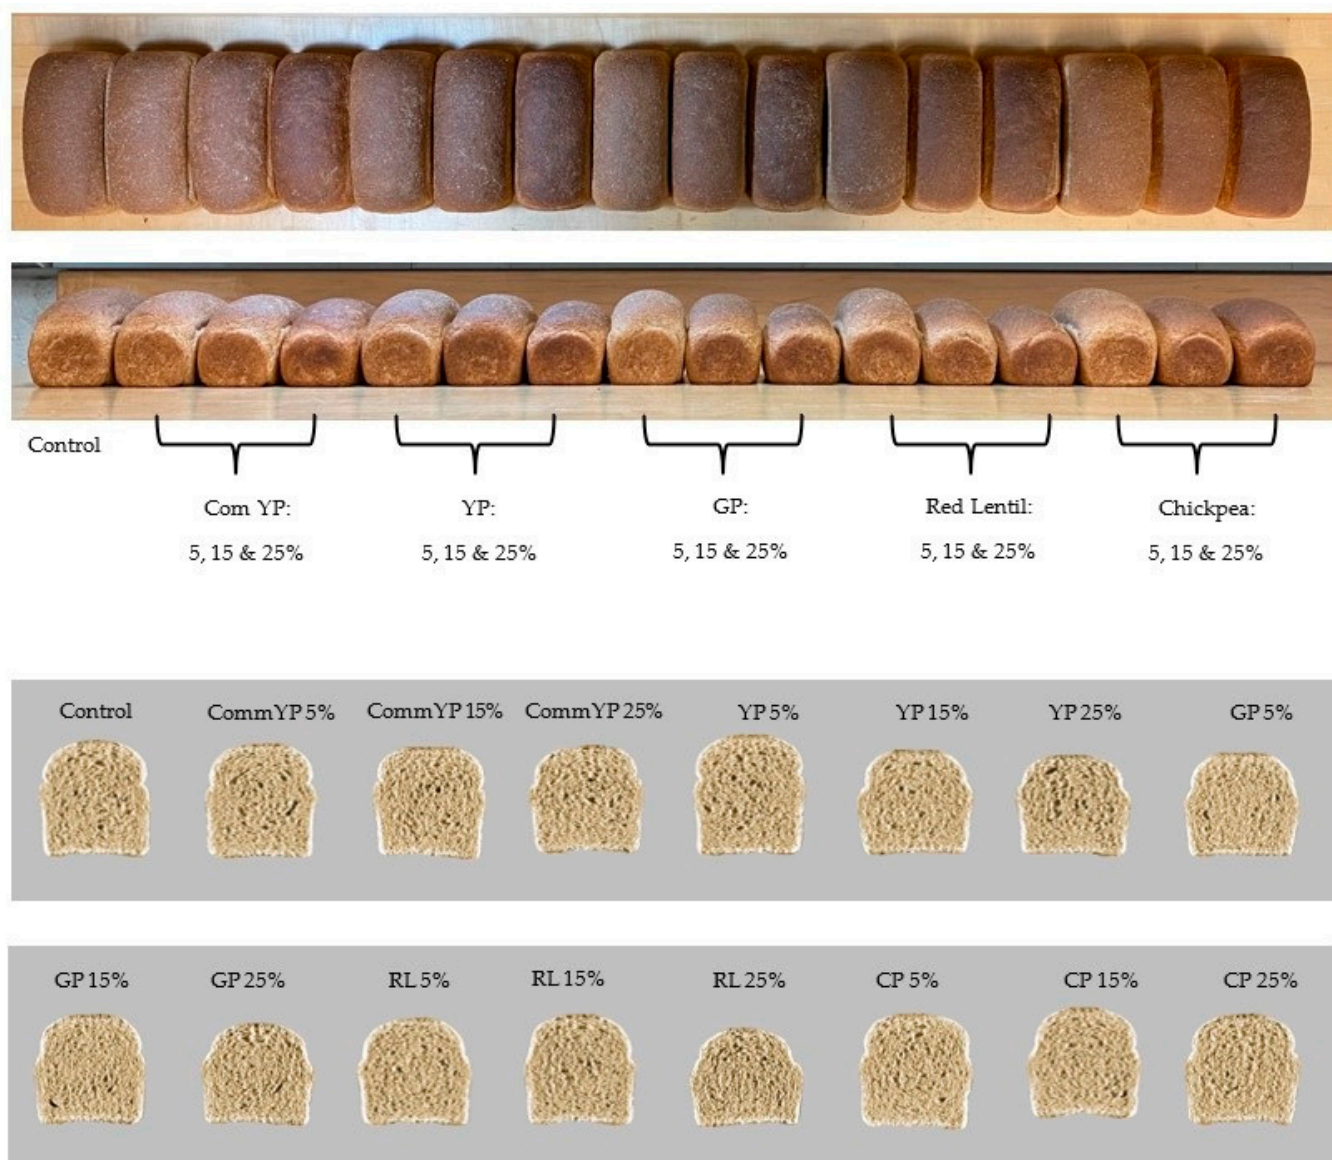 Control
Com YP:
5, 15 & 25%
YP:
5, 15 & 25%
GP:
5, 15 & 25%
Red Lentil:
5, 15 & 25%
Chickpea:
5, 15 & 25%
Control CommYP 5% CommYP 15% CommYP 25% YP 5% YP 15% YP 25% GP 5%
GP 15% GP 25% RL 5% RL 15% RL 25% CP 5% CP 15% CP 25%